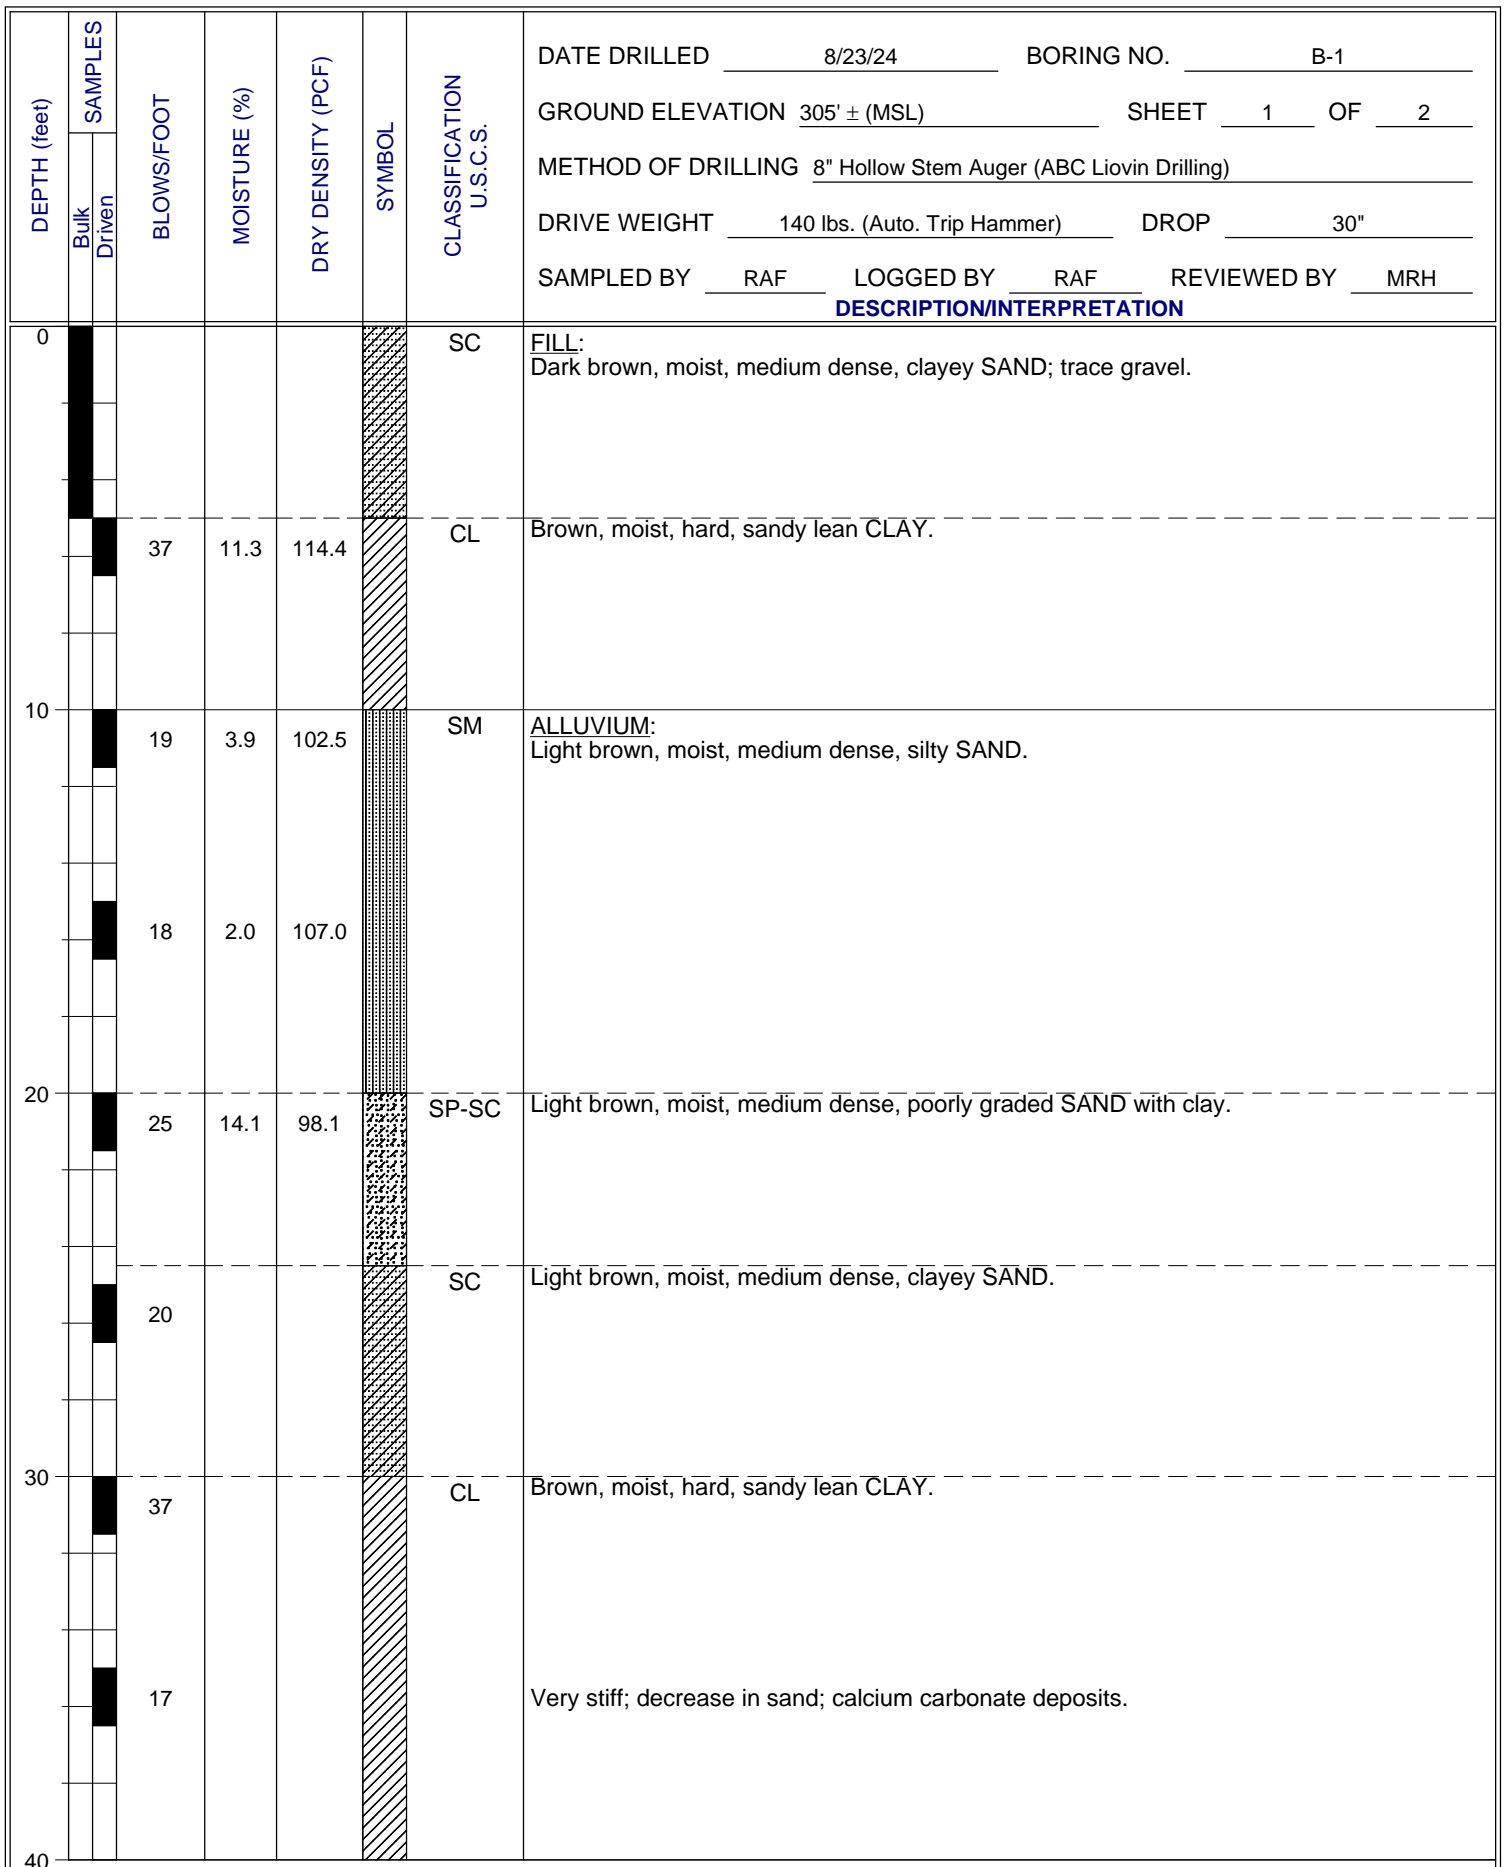 DEPTH (feet)
SAMPLES
Bulk
Driven
BLOWS/FOOT
MOISTURE (%)
DRY DENSITY (PCF)
SYMBOL
CLASSIFICATION
U.S.C.S.
DATE DRILLED 8/23/24 BORING NO. B-1
GROUND ELEVATION 305' ± (MSL) SHEET 1 OF 2
METHOD OF DRILLING 8" Hollow Stem Auger (ABC Liovin Drilling)
DRIVE WEIGHT 140 lbs. (Auto. Trip Hammer) DROP 30"
SAMPLED BY RAF LOGGED BY RAF REVIEWED BY MRH
DESCRIPTION/INTERPRETATION
0 SC FILL:
Dark brown, moist, medium dense, clayey SAND; trace gravel.
CL Brown, moist, hard, sandy lean CLAY.
37 11.3 114.4
10 SM ALLUVIUM:
19 3.9 102.5 Light brown, moist, medium dense, silty SAND.
18 2.0 107.0
20 SP-SC Light brown, moist, medium dense, poorly graded SAND with clay.
25 14.1 98.1
SC Light brown, moist, medium dense, clayey SAND.
20
30 CL Brown, moist, hard, sandy lean CLAY.
37
17 Very stiff; decrease in sand; calcium carbonate deposits.
40